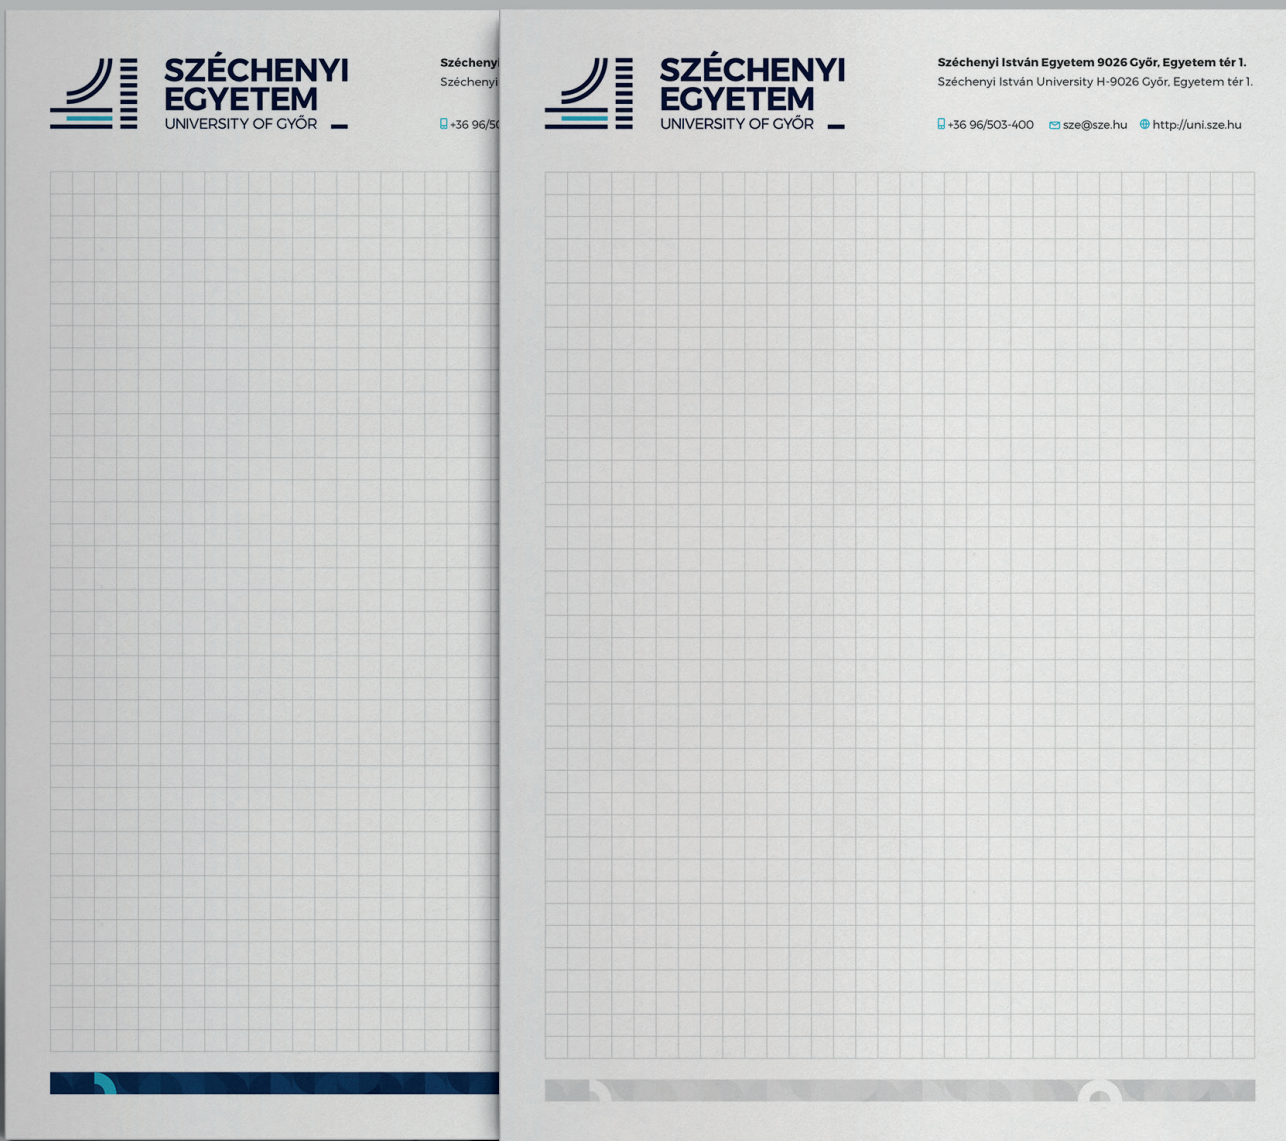 SZÉCHENYI
EGYETEM
UNIVERSITY OF GYŐR
Széchenyi
Széchenyi
+36 96/50
SZÉCHENYI
EGYETEM
UNIVERSITY OF GYŐR
Széchenyi István Egyetem 9026 Győr, Egyetem tér 1.
Széchenyi István University H-9026 Győr, Egyetem tér 1.
+36 96/503-400 sze@sze.hu http://uni.sze.hu